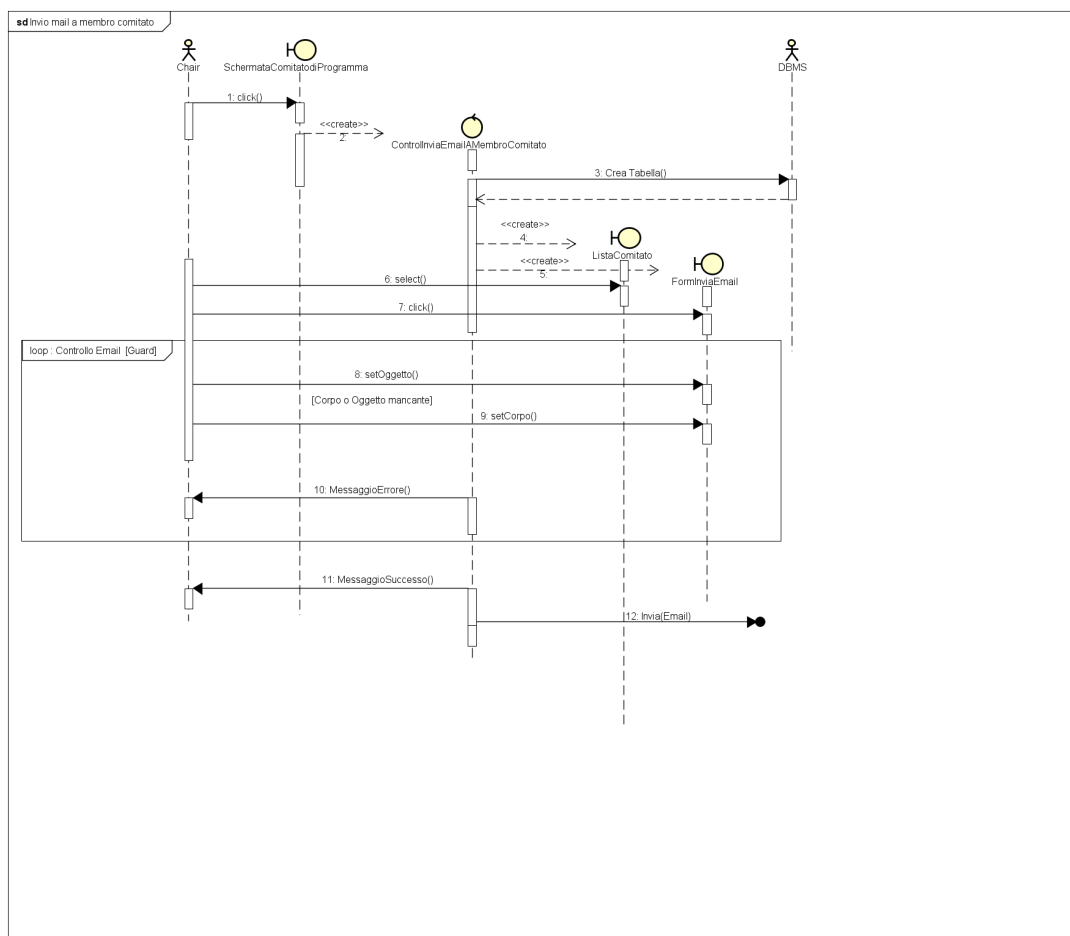 sd Invio mail a membro comitato
Chair
SchermataComitatodiProgramma
DBMS
1: click()
<<create>>
2:
ControlInviaEmailAMembroComitato
3: Crea Tabella()
<<create>>
4:
ListaComitato
<<create>>
5:
FormInviaEmail
6: select()
7: click()
loop : Controllo Email [Guard]
8: setOggetto()
[Corpo o Oggetto mancante]
9: setCorpo()
10: MessaggioErrore()
11: MessaggioSuccesso()
12: Invia(Email)